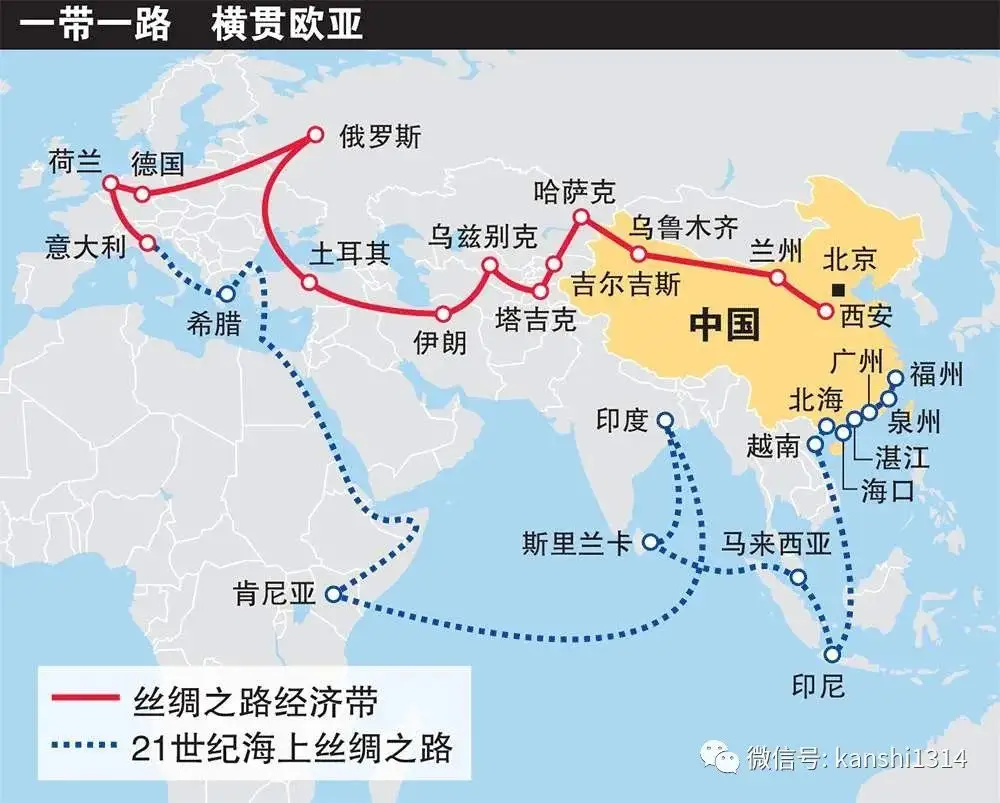 一带一路 横贯欧亚
俄罗斯
荷兰
德国
哈萨克
意大利
乌兹别克
乌鲁木齐
土耳其
兰州
北京
吉尔吉斯
希腊
塔吉克
西安
伊朗
中国
广州
福州
北海
印度
泉州
越南
湛江
海口
斯里兰卡
马来西亚
肯尼亚
印尼
丝绸之路经济带
21世纪海上丝绸之路
微信号: kanshi1314